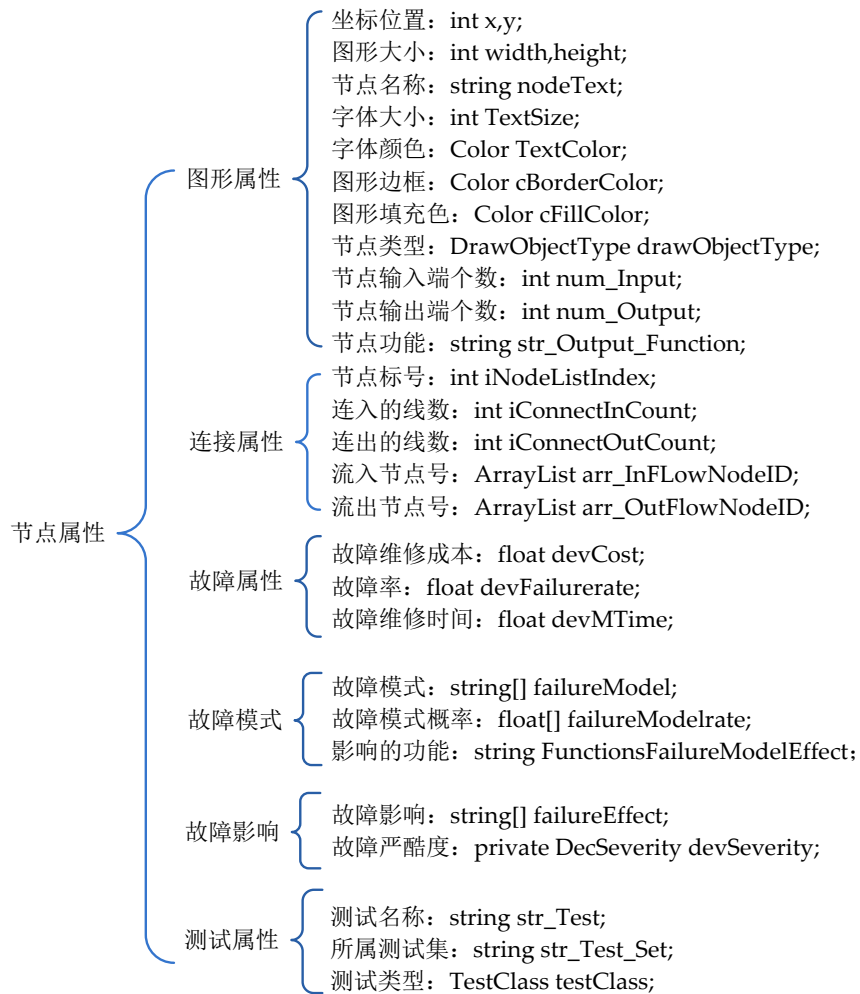 节点属性
图形属性
坐标位置：int x,y;
图形大小：int width,height;
节点名称：string nodeText;
字体大小：int TextSize;
字体颜色：Color TextColor;
图形边框：Color cBorderColor;
图形填充色：Color cFillColor;
节点类型：DrawObjectType drawObjectType;
节点输入端个数：int num_Input;
节点输出端个数：int num_Output;
节点功能：string str_Output_Function;
连接属性
节点标号：int iNodeListIndex;
连入的线数：int iConnectInCount;
连出的线数：int iConnectOutCount;
流入节点号：ArrayList arr_InFLowNodeID;
流出节点号：ArrayList arr_OutFlowNodeID;
故障属性
故障维修成本：float devCost;
故障率：float devFailurerate;
故障维修时间：float devMTime;
故障模式
故障模式：string[] failureModel;
故障模式概率：float[] failureModelrate;
影响的功能：string FunctionsFailureModelEffect；
故障影响
故障影响：string[] failureEffect;
故障严酷度：private DecSeverity devSeverity;
测试属性
测试名称：string str_Test;
所属测试集：string str_Test_Set;
测试类型：TestClass testClass;